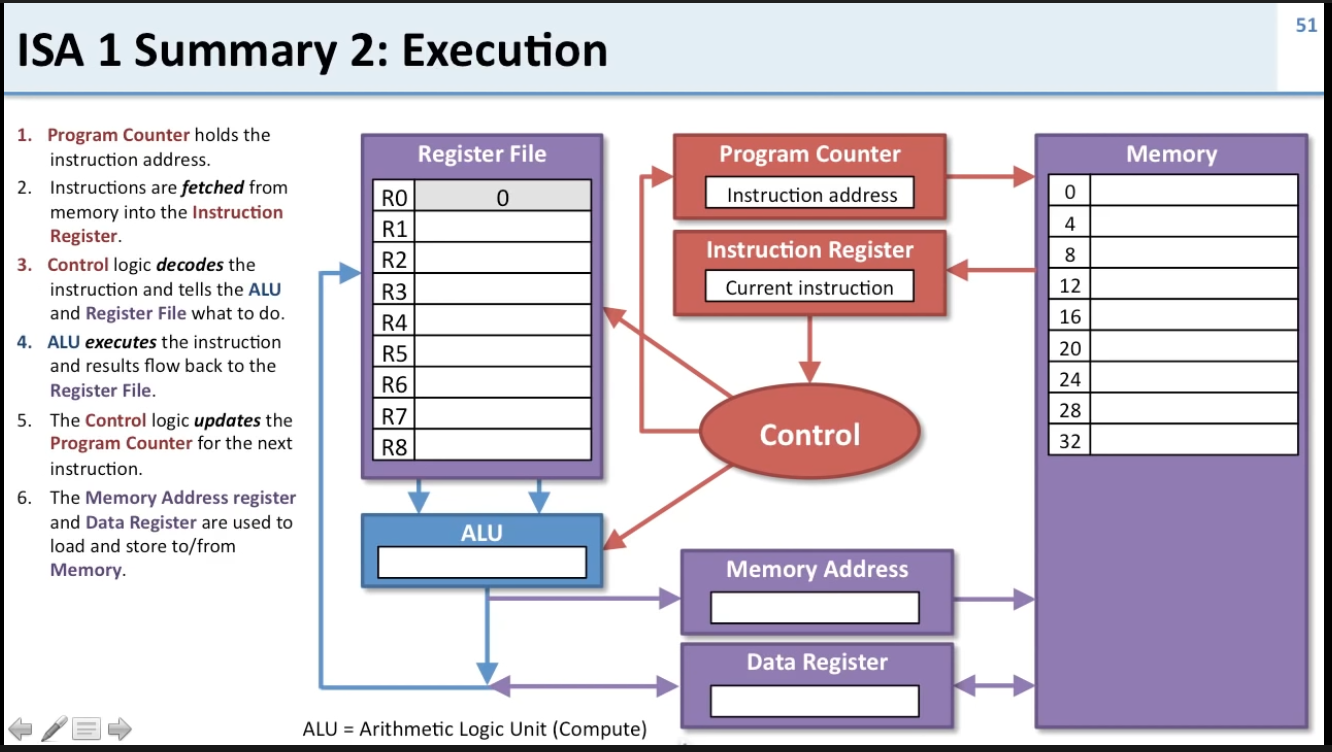 51
ISA 1 Summary 2: Execution
1. Program Counter holds the
instruction address.
2. Instructions are fetched from
memory into the Instruction
Register.
3. Control logic decodes the
instruction and tells the ALU
and Register File what to do.
4. ALU executes the instruction
and results flow back to the
Register File.
5. The Control logic updates the
Program Counter for the next
instruction.
6. The Memory Address register
and Data Register are used to
load and store to/from
Memory.
Register File
R0 0
R1
R2
R3
R4
R5
R6
R7
R8
ALU
Program Counter
Instruction address
Instruction Register
Current instruction
Control
Memory Address
Data Register
Memory
0
4
8
12
16
20
24
28
32
ALU = Arithmetic Logic Unit (Compute)